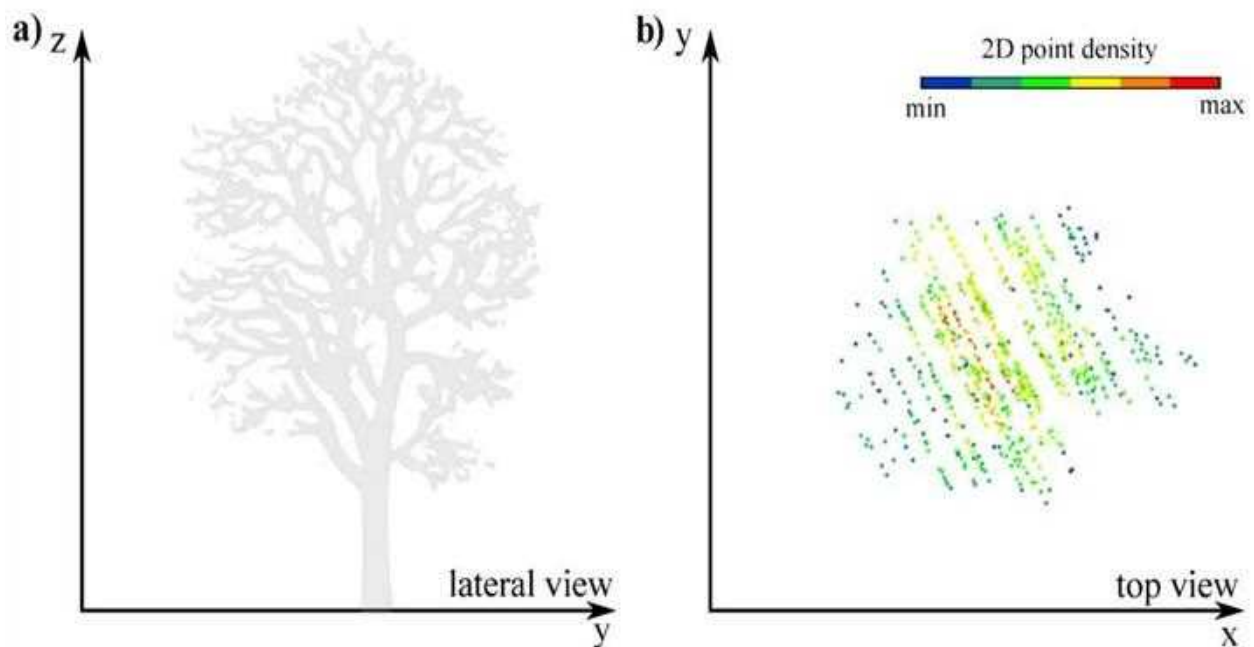 a)
z
lateral view
y
b)
y
2D point density
min
max
top view
x